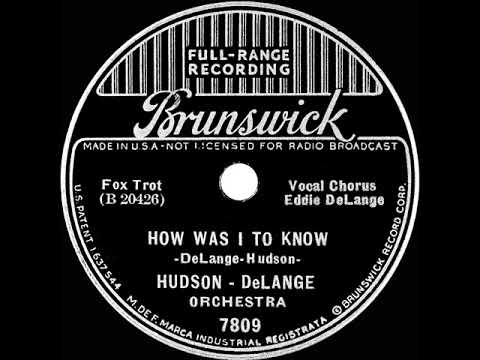 FULL-RANGE
RECORDING
Brunswick
MADE IN U.S.A-NOT LICENSED FOR RADIO BROADCAST
Fox Trot
(B 20426)
Vocal Chorus
Eddie DeLange
HOW WAS I TO KNOW
-DeLange-Hudson-
HUDSON - DeLANGE
ORCHESTRA
7809
U.S. PATENT 1637544
M. DE F. MARCA INDUSTRIAL REGISTRATA
© BRUNSWICK RECORD CORP.